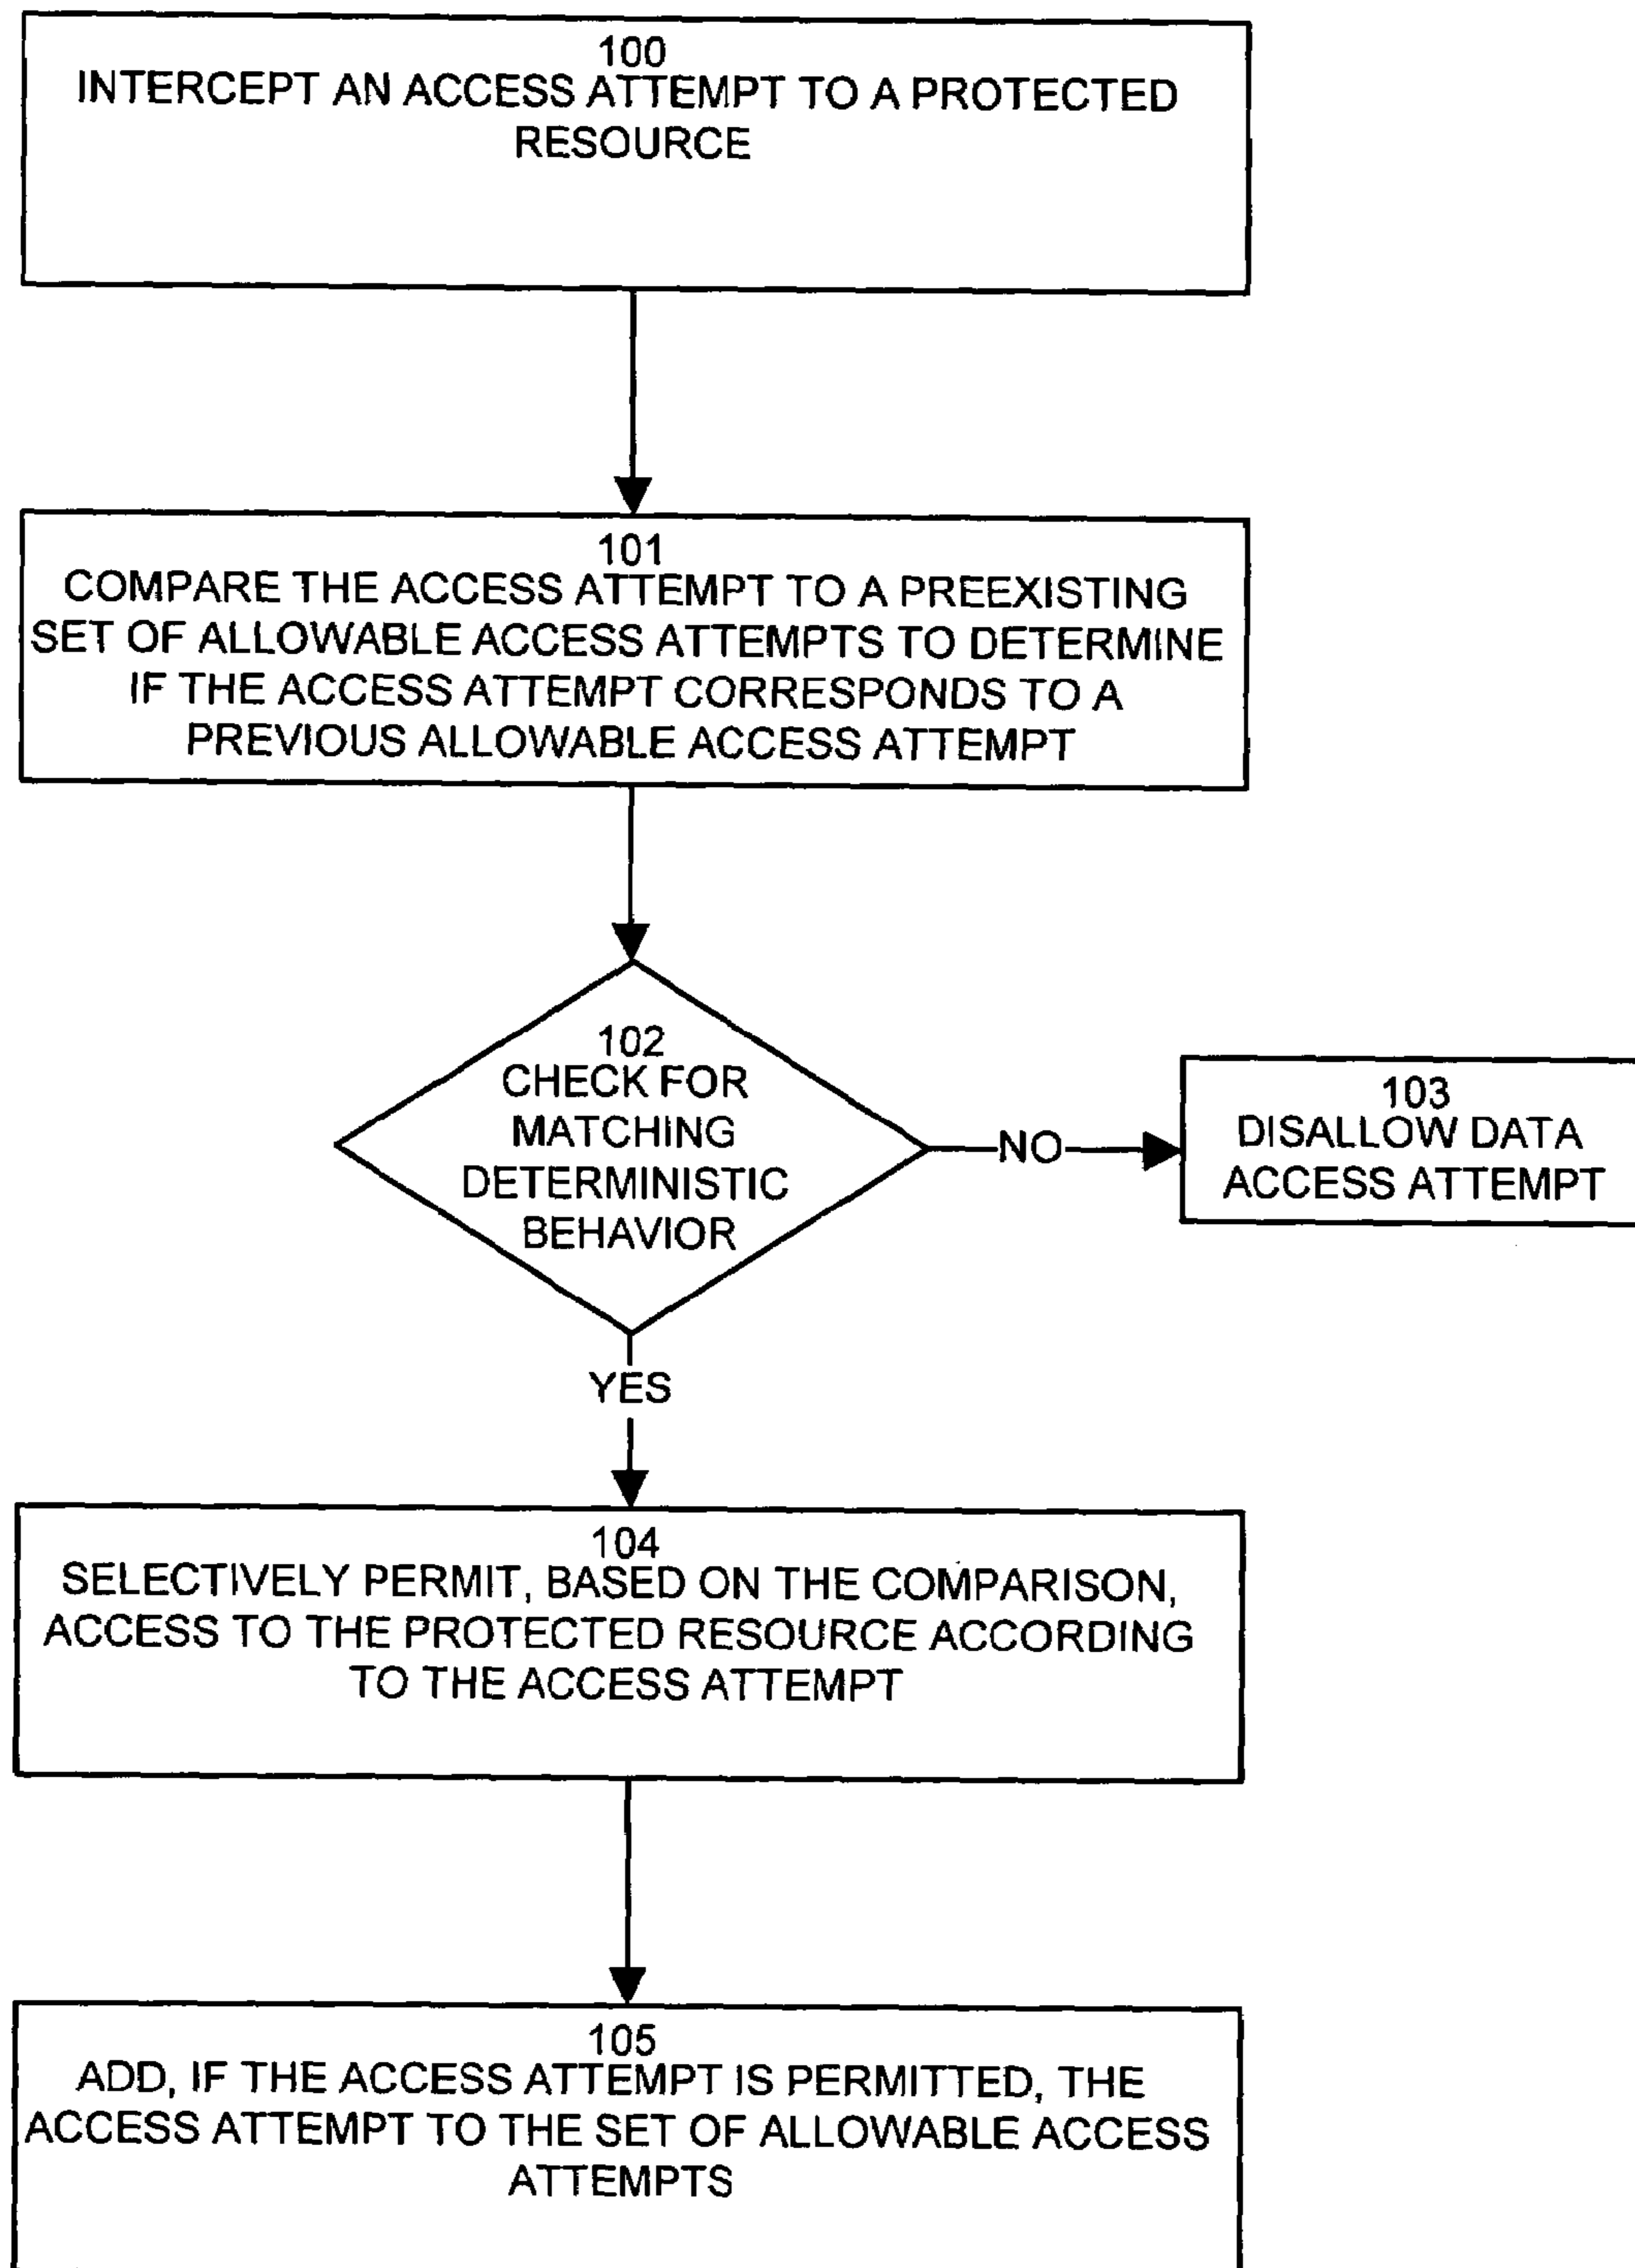 100
INTERCEPT AN ACCESS ATTEMPT TO A PROTECTED
RESOURCE
101
COMPARE THE ACCESS ATTEMPT TO A PREEXISTING
SET OF ALLOWABLE ACCESS ATTEMPTS TO DETERMINE
IF THE ACCESS ATTEMPT CORRESPONDS TO A
PREVIOUS ALLOWABLE ACCESS ATTEMPT
102
CHECK FOR
MATCHING
DETERMINISTIC
BEHAVIOR
NO
103
DISALLOW DATA
ACCESS ATTEMPT
YES
104
SELECTIVELY PERMIT, BASED ON THE COMPARISON,
ACCESS TO THE PROTECTED RESOURCE ACCORDING
TO THE ACCESS ATTEMPT
105
ADD, IF THE ACCESS ATTEMPT IS PERMITTED, THE
ACCESS ATTEMPT TO THE SET OF ALLOWABLE ACCESS
ATTEMPTS